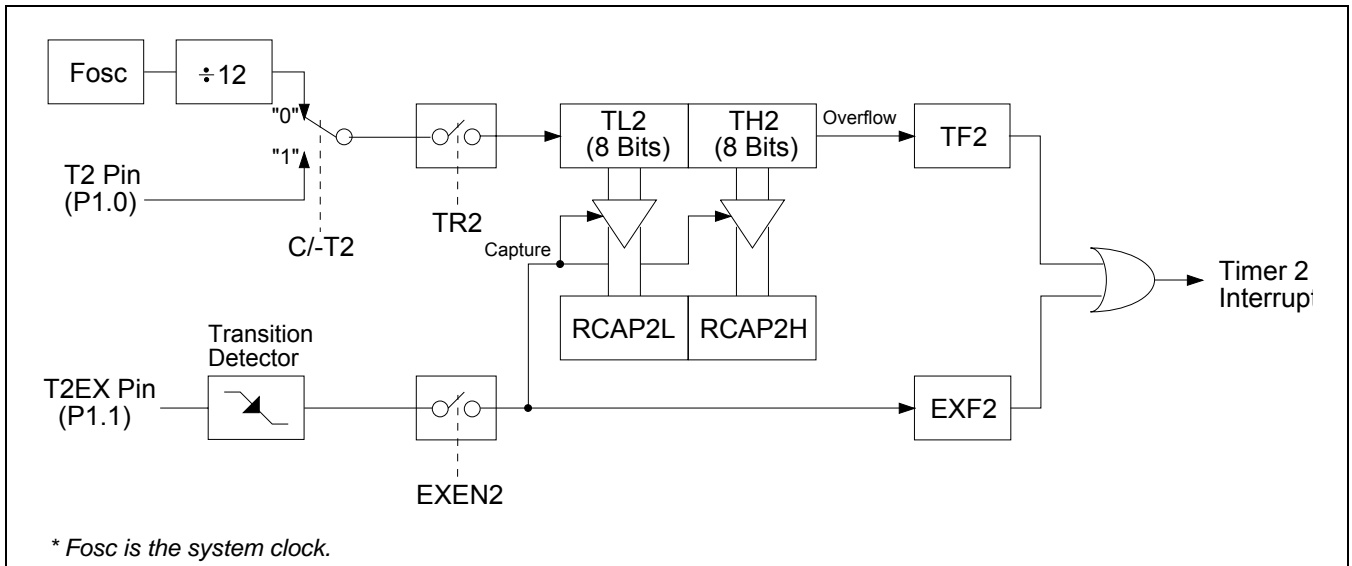 Fosc
÷12
"0"
"1"
T2 Pin
(P1.0)
C/-T2
TR2
TL2
(8 Bits)
TH2
(8 Bits)
Overflow
TF2
Capture
RCAP2L
RCAP2H
Timer 2
Interrupt
Transition
Detector
T2EX Pin
(P1.1)
EXEN2
EXF2
* Fosc is the system clock.